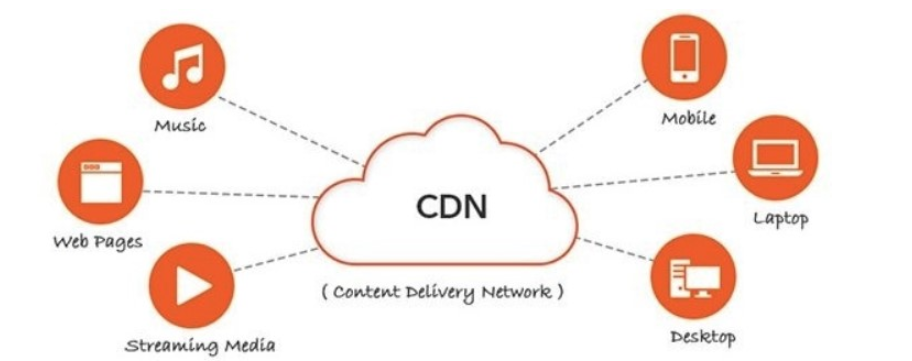 Music
Mobile
CDN
Laptop
Web Pages
( Content Delivery Network )
Streaming Media
Desktop